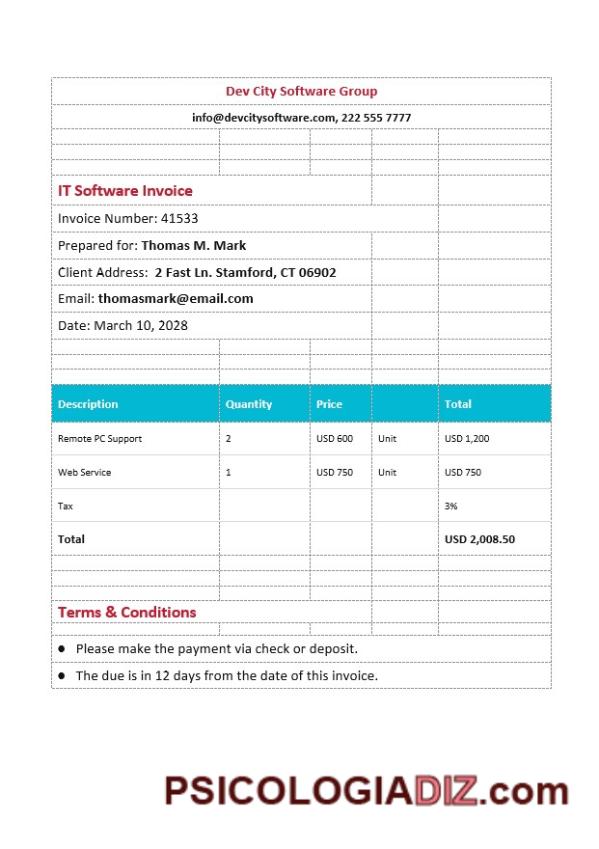 Dev City Software Group
info@devcitysoftware.com, 222 555 7777
IT Software Invoice
Invoice Number: 41533
Prepared for: Thomas M. Mark
Client Address: 2 Fast Ln. Stamford, CT 06902
Email: thomasmark@email.com
Date: March 10, 2028
Description Quantity Price Total
Remote PC Support 2 USD 600 Unit USD 1,200
Web Service 1 USD 750 Unit USD 750
Tax 3%
Total USD 2,008.50
Terms & Conditions
● Please make the payment via check or deposit.
● The due is in 12 days from the date of this invoice.
PSICOLOGIADIZ.com